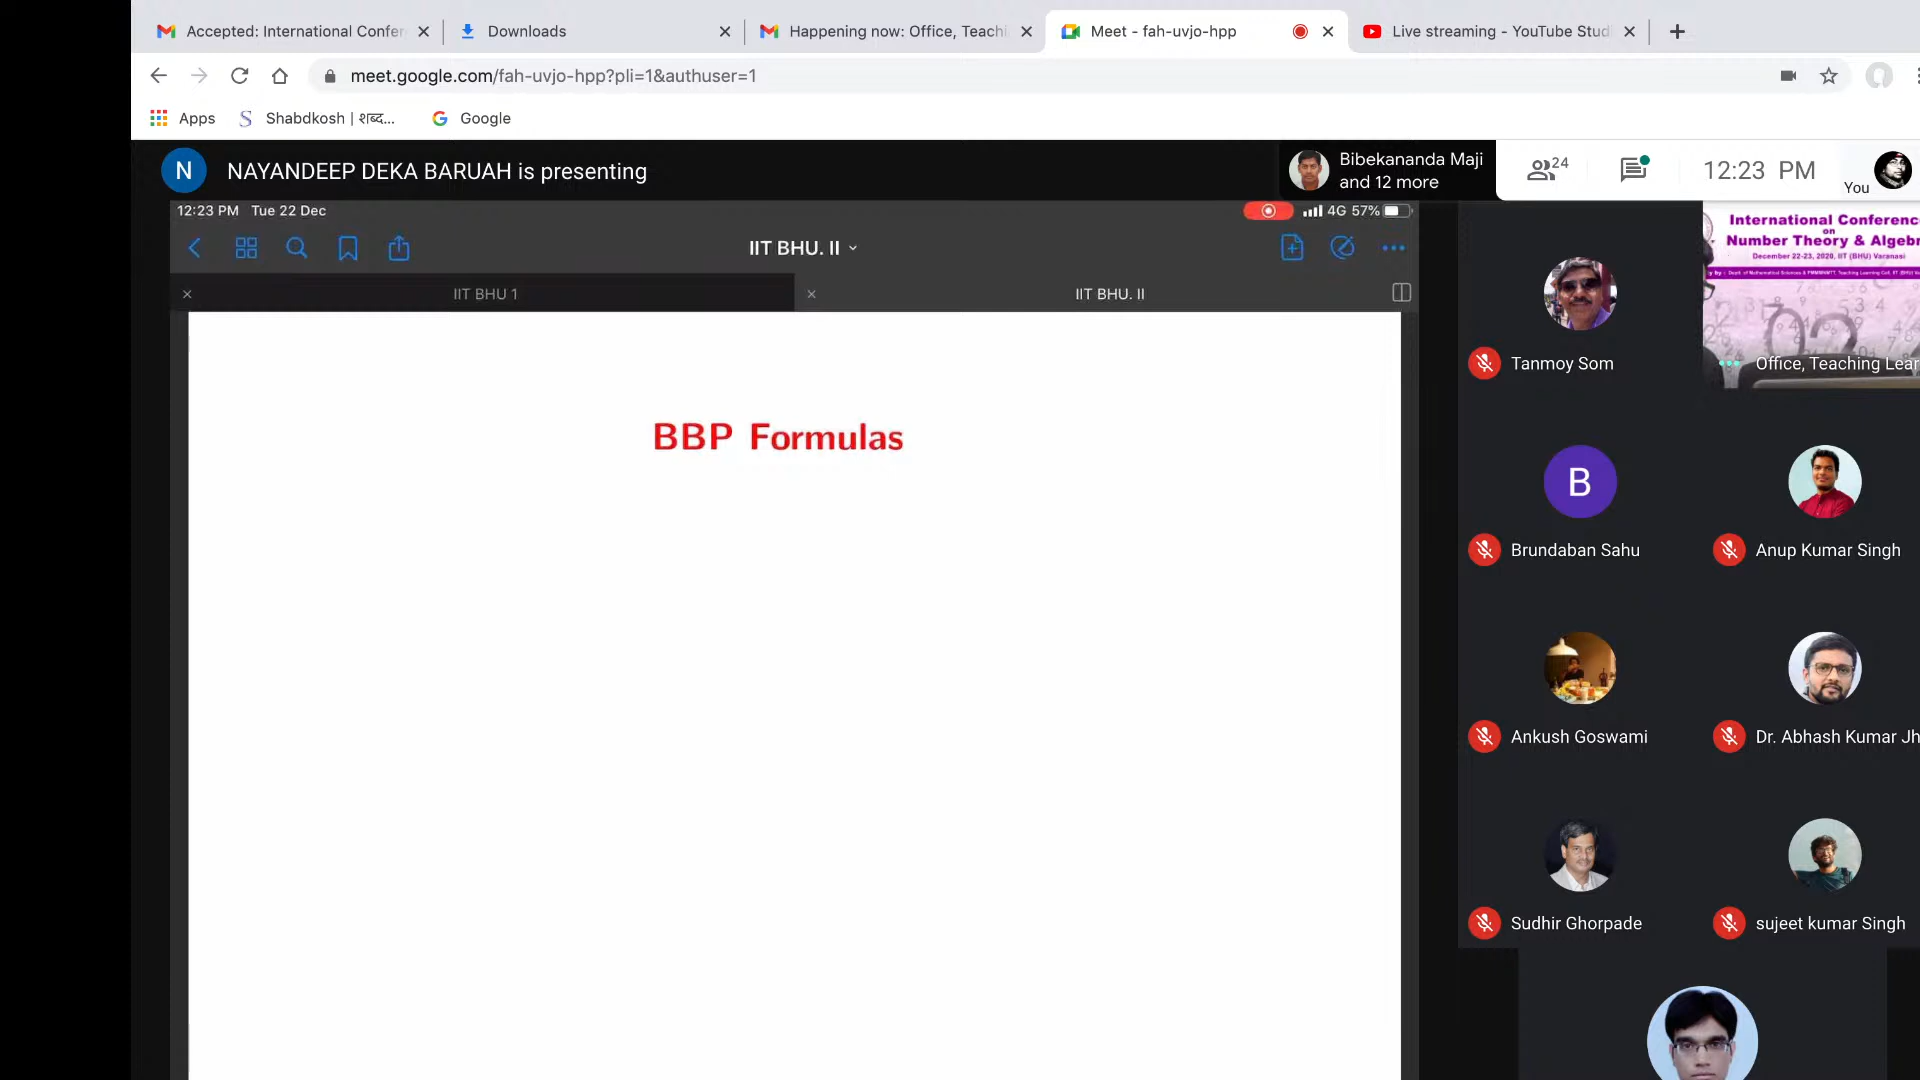 Accepted: International Confer
Downloads
Happening now: Office, Teachi
Meet - fah-uvjo-hpp
Live streaming - YouTube Stud
meet.google.com/fah-uvjo-hpp?pli=1&authuser=1
Apps
Shabdkosh | शब्द...
Google
N
NAYANDEEP DEKA BARUAH is presenting
Bibekananda Maji
and 12 more
24
12:23 PM
You
12:23 PM Tue 22 Dec
4G 57%
IIT BHU. II
IIT BHU 1
IIT BHU. II
BBP Formulas
International Conference
on
Number Theory & Algebr
December 22-23, 2020, IIT (BHU) Varanasi
Tanmoy Som
Office, Teaching Lear
B
Brundaban Sahu
Anup Kumar Singh
Ankush Goswami
Dr. Abhash Kumar Jh
Sudhir Ghorpade
sujeet kumar Singh